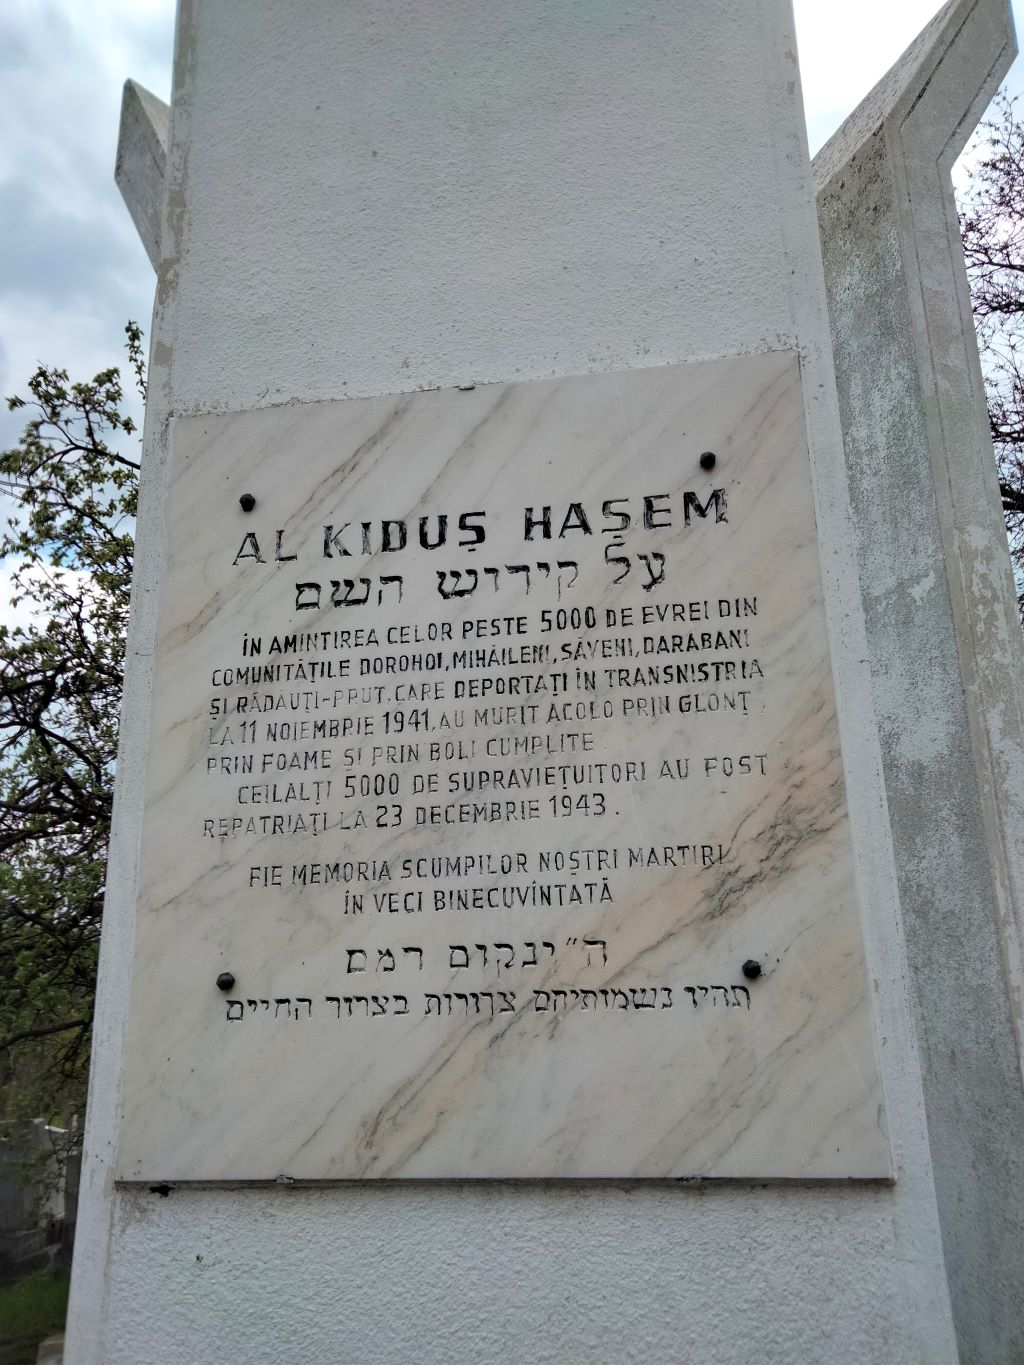 AL KIDUȘ HAȘEM
על קידוש השם
ÎN AMINTIREA CELOR PESTE 5000 DE EVREI DIN
COMUNITĂȚILE DOROHOI, MIHĂILENI, SĂVENI, DARABANI
ȘI RĂDĂUȚI-PRUT, CARE DEPORTAȚI ÎN TRANSNISTRIA
LA 11 NOIEMBRIE 1941, AU MURIT ACOLO PRIN GLONȚ,
PRIN FOAME ȘI PRIN BOLI CUMPLITE.
CEILALȚI 5000 DE SUPRAVIEȚUITORI AU FOST
REPATRIAȚI LA 23 DECEMBRIE 1943.
FIE MEMORIA SCUMPILOR NOȘTRI MARTIRI
ÎN VECI BINECUVÎNTATĂ
ה״ ינקום רמם
תהיו נשמותיהם צרורות בצרור החיים